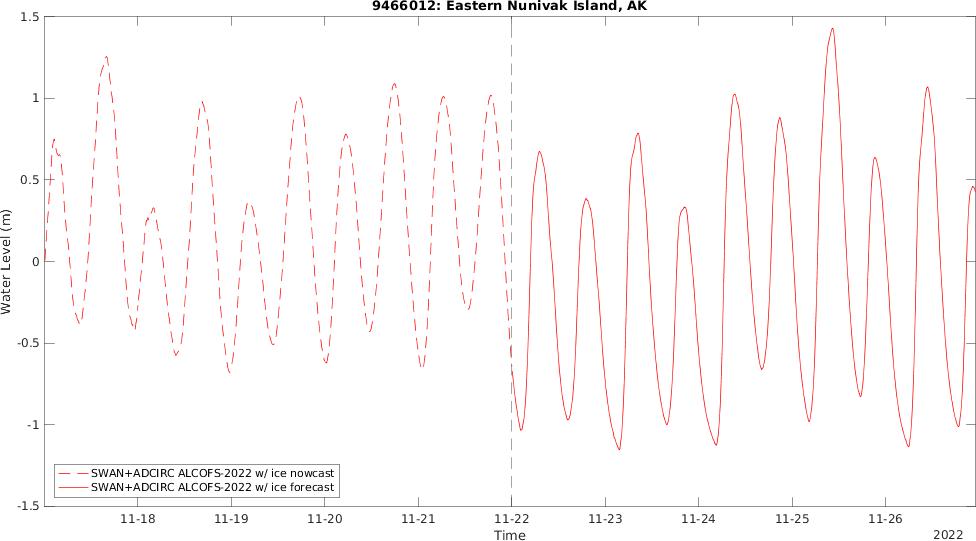 9466012: Eastern Nunivak Island, AK
1.5
1
0.5
0
-0.5
-1
-1.5
Water Level (m)
SWAN+ADCIRC ALCOFS-2022 w/ ice nowcast
SWAN+ADCIRC ALCOFS-2022 w/ ice forecast
11-18 11-19 11-20 11-21 11-22 11-23 11-24 11-25 11-26
Time
2022